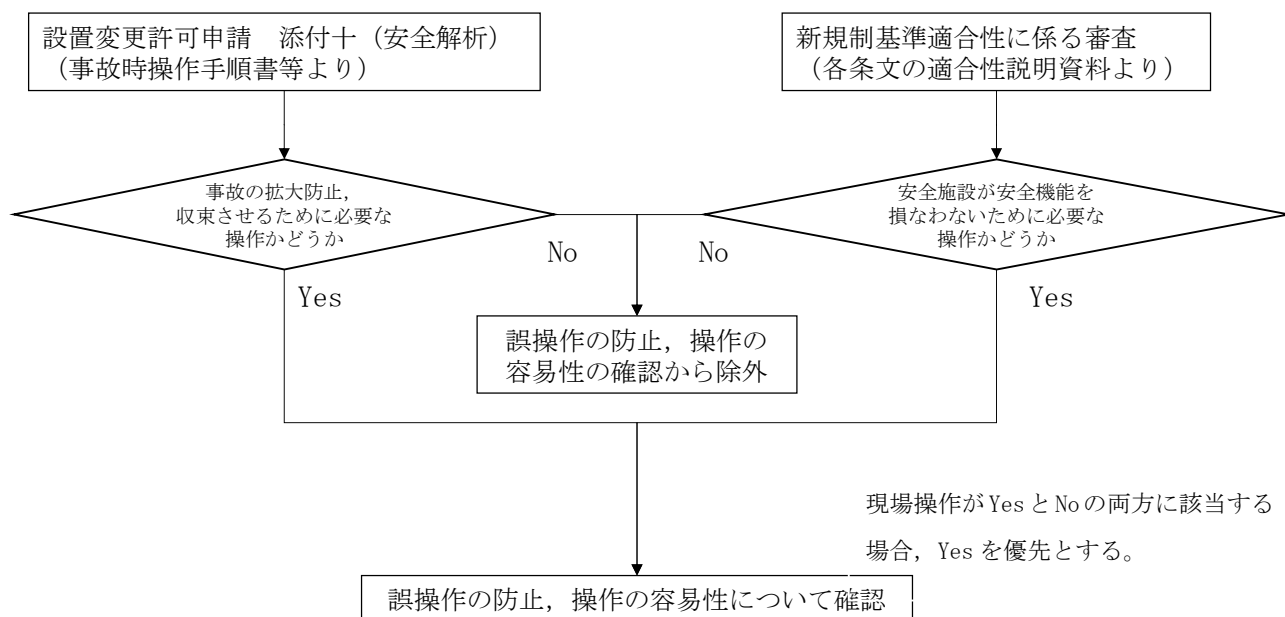 設置変更許可申請　添付十（安全解析）
（事故時操作手順書等より）
新規制基準適合性に係る審査
（各条文の適合性説明資料より）
事故の拡大防止，
収束させるために必要な
操作かどうか
安全施設が安全機能を
損なわないために必要な
操作かどうか
No
No
Yes
Yes
誤操作の防止，操作の
容易性の確認から除外
現場操作が Yes と No の両方に該当する
場合，Yes を優先とする。
誤操作の防止，操作の容易性について確認